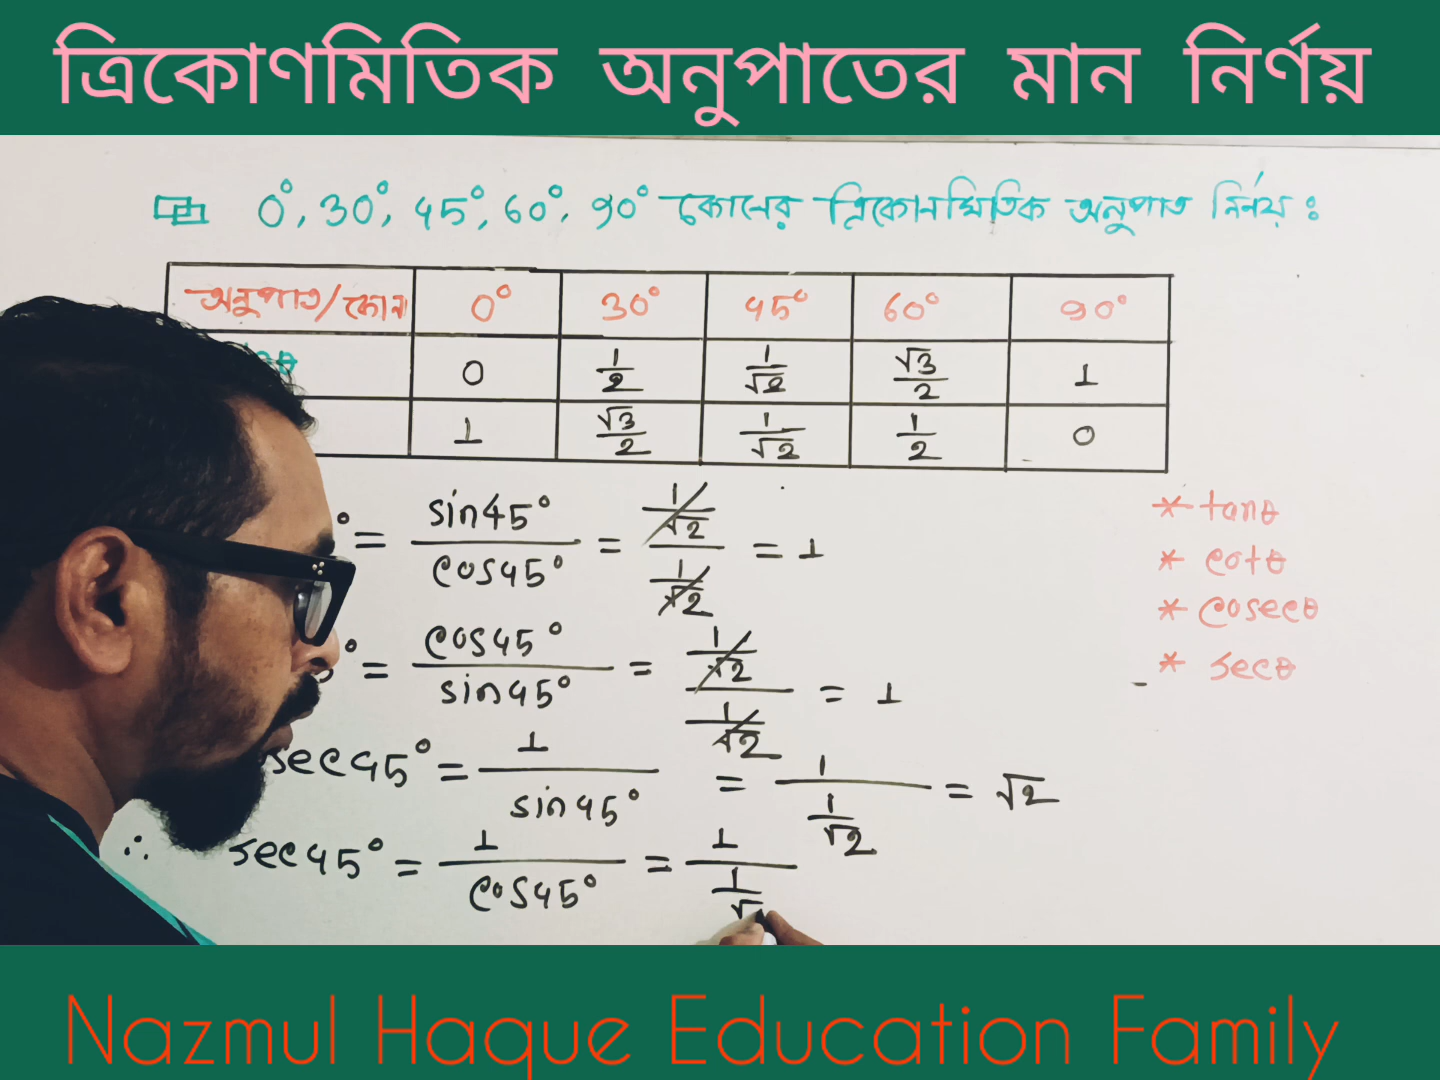 ত্রিকোণমিতিক অনুপাতের মান নির্ণয়
0°, 30°, 45°, 60°, 90° কোনের ত্রিকোনমিতিক অনুপাত নির্নয়ঃ
অনুপাত/কোন 0° 30° 45° 60° 90°
θ 0 1/2 1/√2 √3/2 1
1 √3/2 1/√2 1/2 0
° = sin45°/cos45° = (1/√2)/(1/√2) = 1
* tanθ
* cotθ
* cosecθ
* secθ
5° = cos45°/sin45° = (1/√2)/(1/√2) = 1
sec45° = 1/sin45° = 1/(1/√2) = √2
∴ sec45° = 1/cos45° = 1/(1/√
Nazmul Haque Education Family